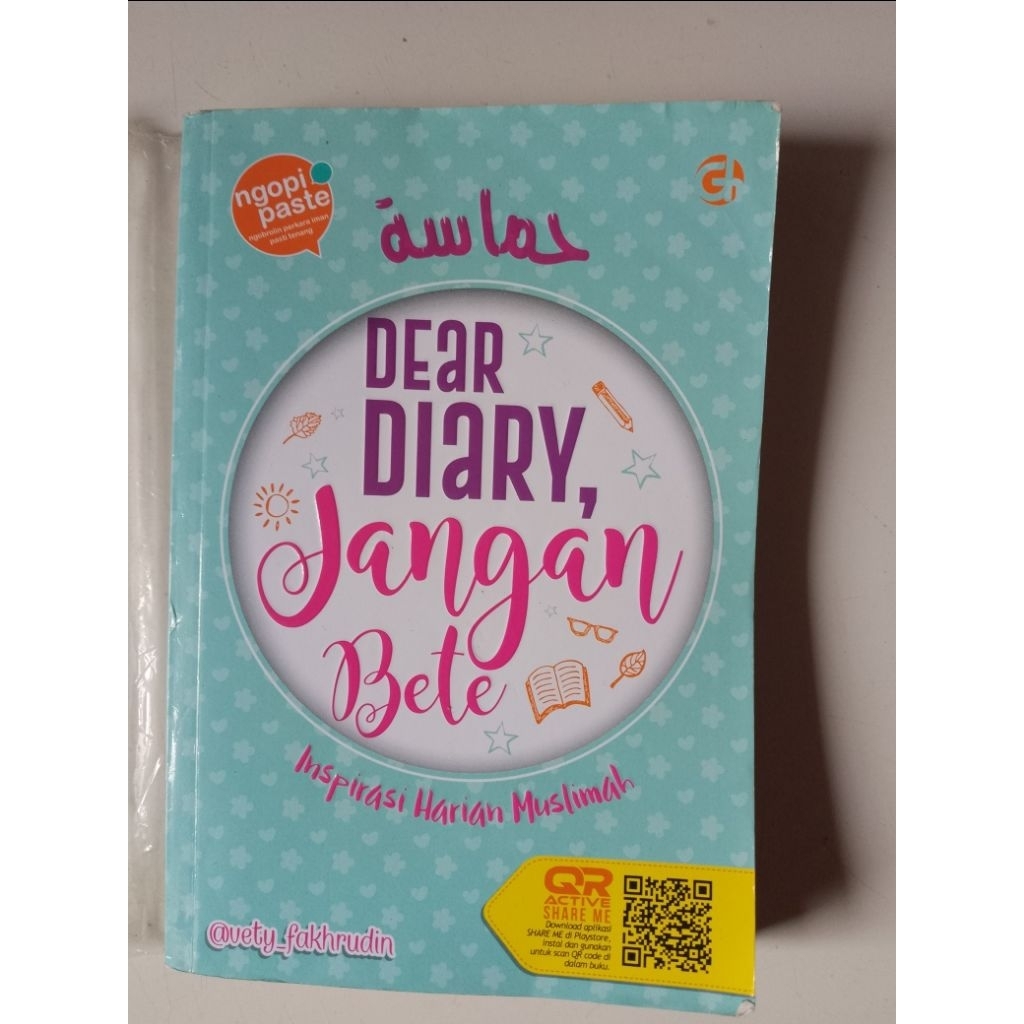 ngopi
paste
ngobrolin perkara iman
pasti tenang
حماسة
DEAR
DIARY,
Jangan
Bete
Inspirasi Harian Muslimah
@vety_fakhrudin
QR
ACTIVE
SHARE ME
Download aplikasi
SHARE ME di Playstore,
instal dan gunakan
untuk scan QR code di
dalam buku.